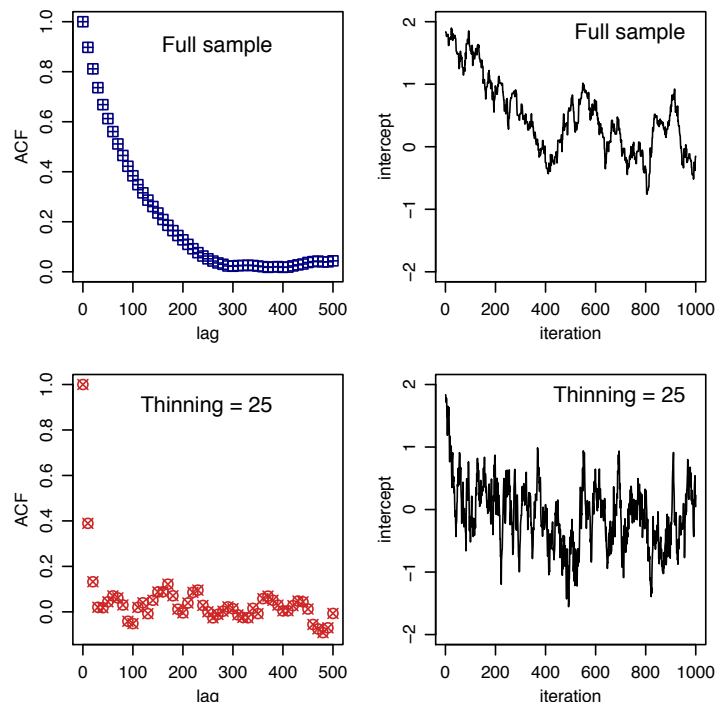 Full sample
ACF
0.0 0.2 0.4 0.6 0.8 1.0
0 100 200 300 400 500
lag
Full sample
intercept
−2 −1 0 1 2
0 200 400 600 800 1000
iteration
Thinning = 25
ACF
0.0 0.2 0.4 0.6 0.8 1.0
0 100 200 300 400 500
lag
Thinning = 25
intercept
−2 −1 0 1 2
0 200 400 600 800 1000
iteration